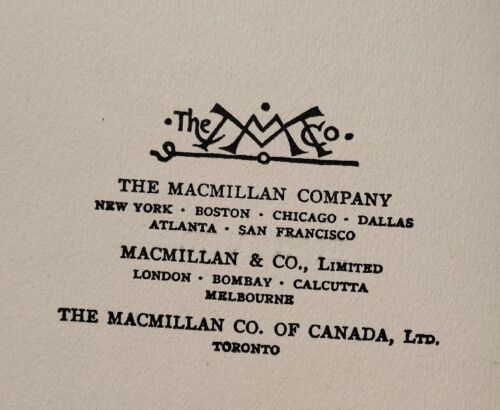 ·The MM Co·
THE MACMILLAN COMPANY
NEW YORK · BOSTON · CHICAGO · DALLAS
ATLANTA · SAN FRANCISCO
MACMILLAN & CO., LIMITED
LONDON · BOMBAY · CALCUTTA
MELBOURNE
THE MACMILLAN CO. OF CANADA, LTD.
TORONTO